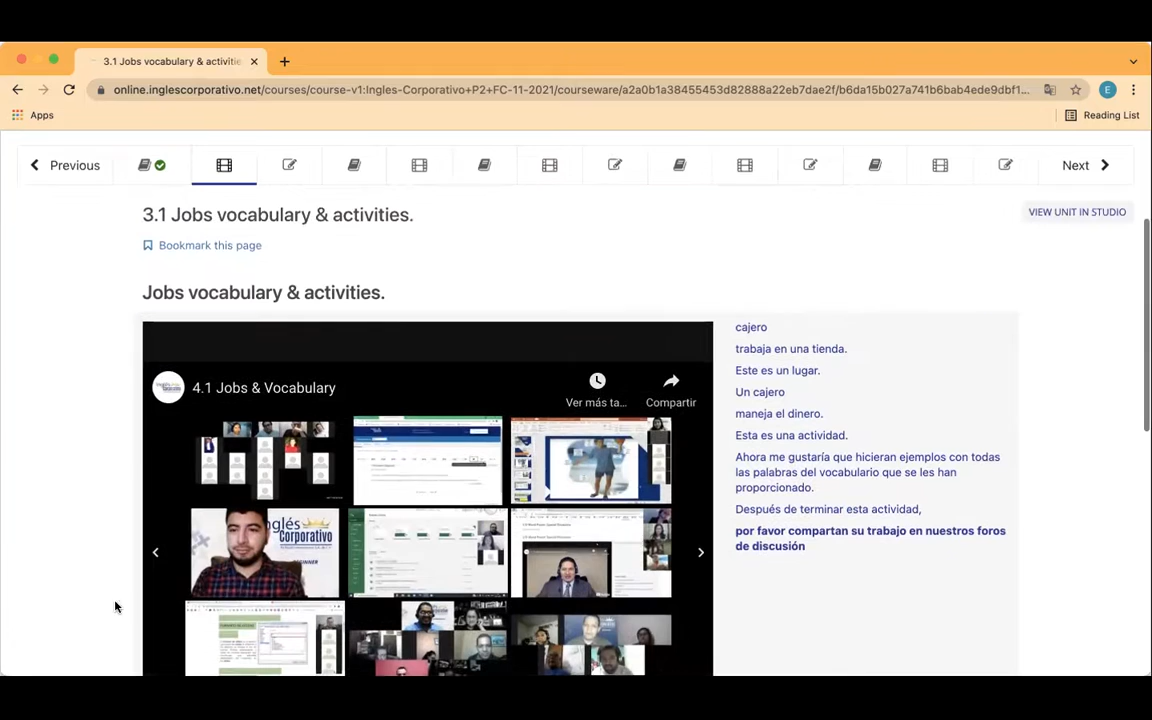 3.1 Jobs vocabulary & activitie
online.inglescorporativo.net/courses/course-v1:Ingles-Corporativo+P2+FC-11-2021/courseware/a2a0b1a38455453d82888a22eb7dae2f/b6da15b027a741b6bab4ede9dbf1...
E
Apps
Reading List
Previous
Next
3.1 Jobs vocabulary & activities.
VIEW UNIT IN STUDIO
Bookmark this page
Jobs vocabulary & activities.
4.1 Jobs & Vocabulary
Ver más ta...
Compartir
Inglés
Corporativo
cajero
trabaja en una tienda.
Este es un lugar.
Un cajero
maneja el dinero.
Esta es una actividad.
Ahora me gustaría que hicieran ejemplos con todas
las palabras del vocabulario que se les han
proporcionado.
Después de terminar esta actividad,
por favor compartan su trabajo en nuestros foros
de discusión